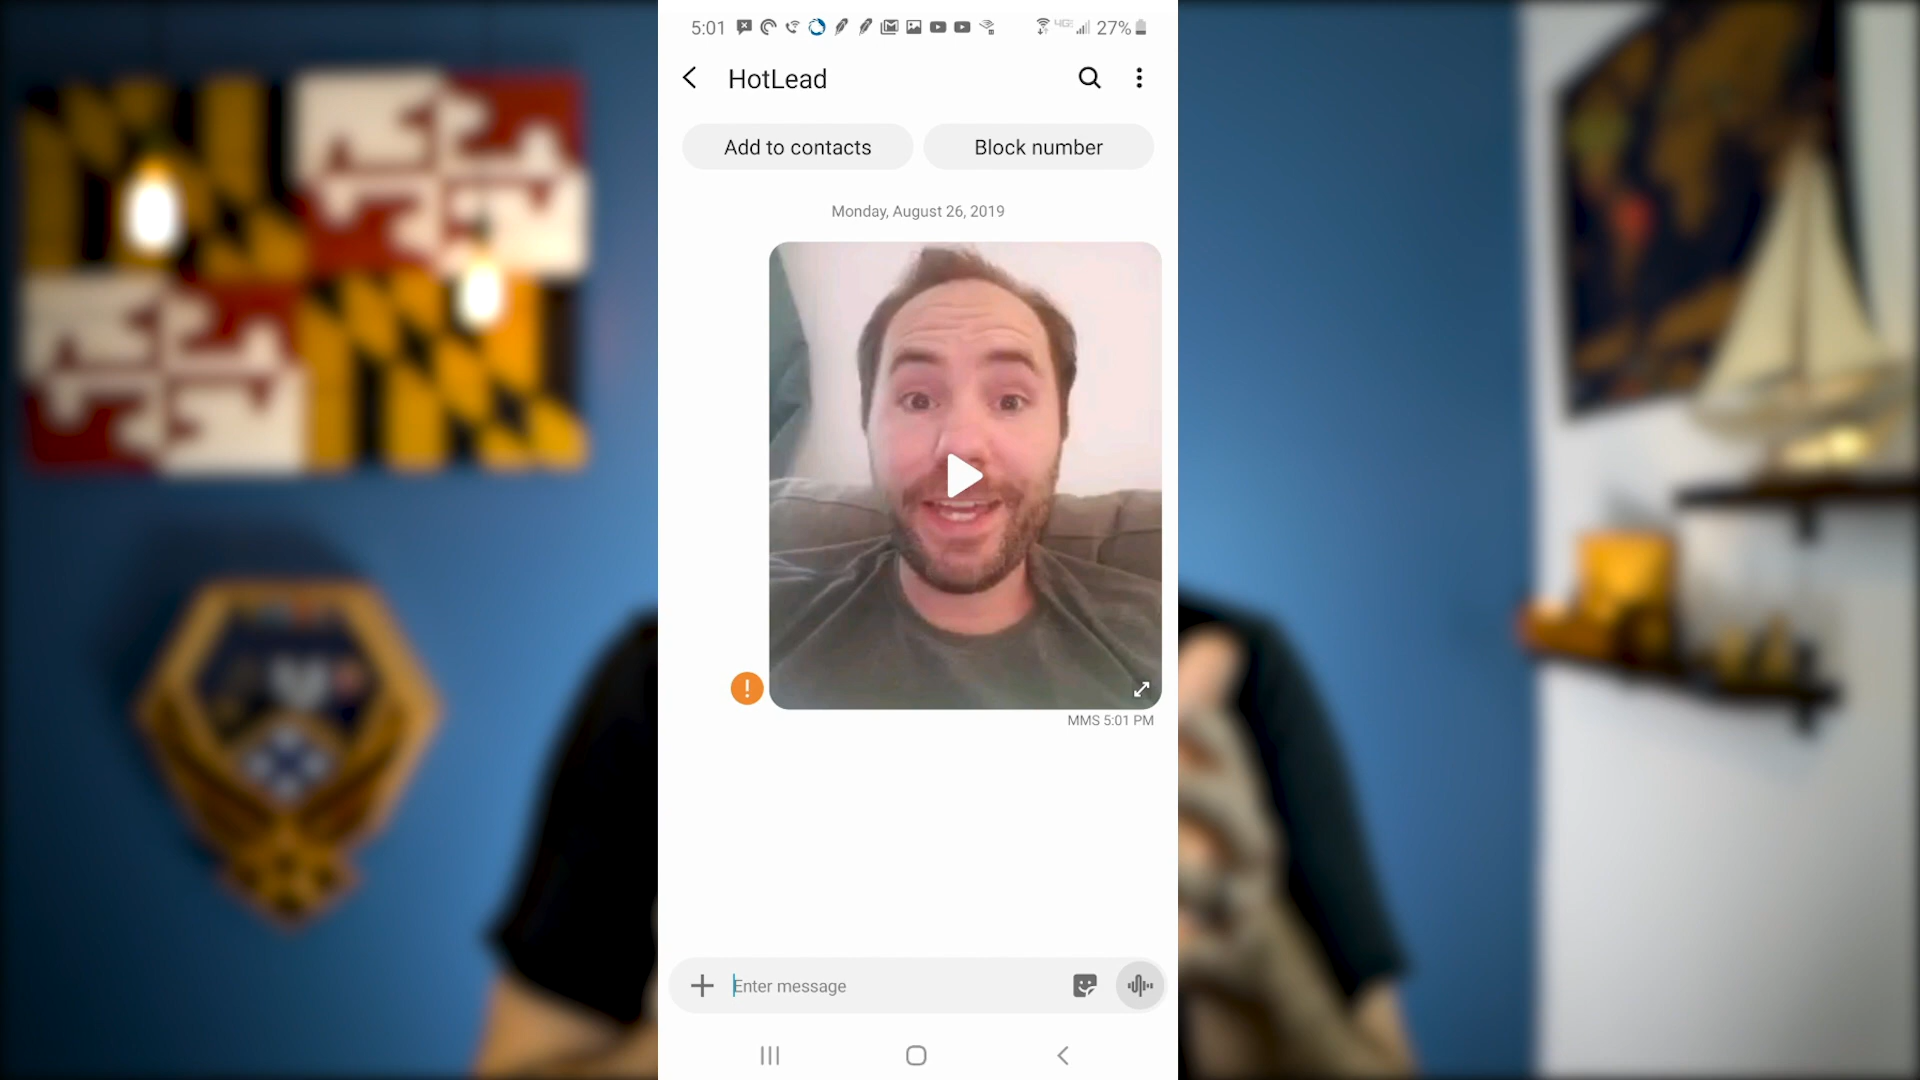 5:01 27%
HotLead
Add to contacts Block number
Monday, August 26, 2019
!
MMS 5:01 PM
Enter message